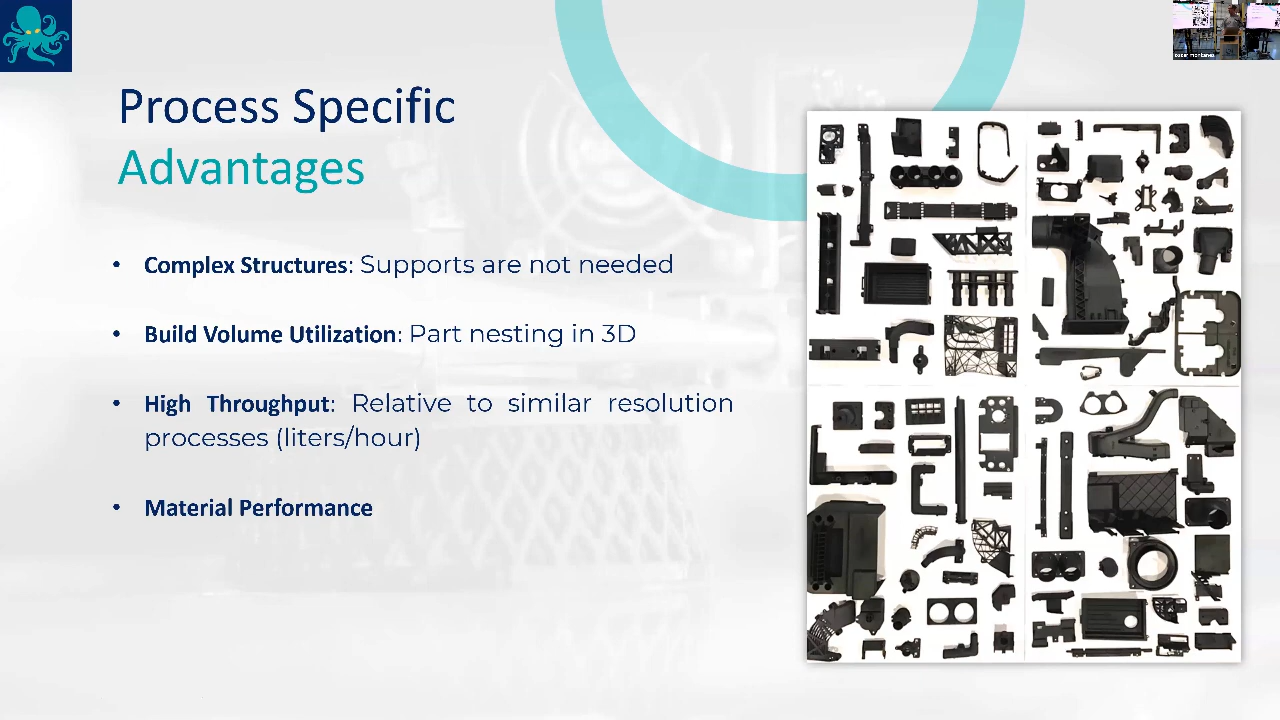 Process Specific
Advantages
• Complex Structures: Supports are not needed
• Build Volume Utilization: Part nesting in 3D
• High Throughput: Relative to similar resolution
processes (liters/hour)
• Material Performance